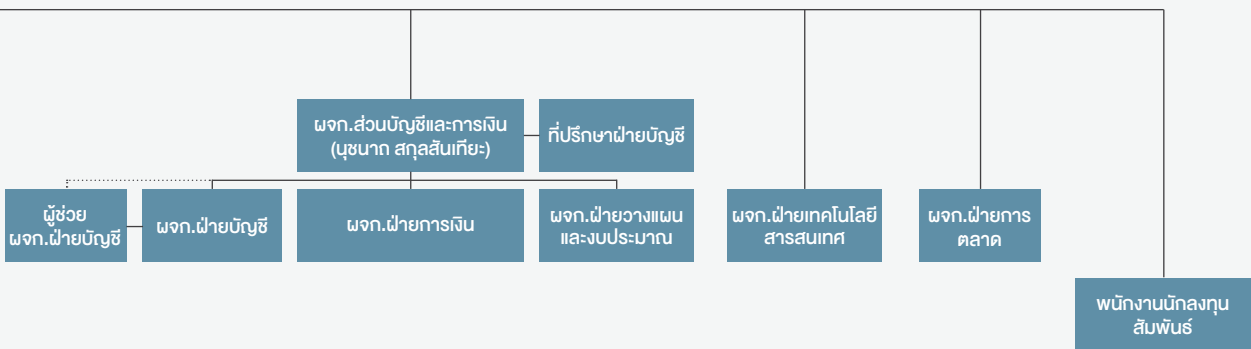 ผจก.ส่วนบัญชีและการเงิน
(นุชนาถ สกุลสันเทียะ)
ที่ปรึกษาฝ่ายบัญชี
ผู้ช่วย
ผจก.ฝ่ายบัญชี
ผจก.ฝ่ายบัญชี
ผจก.ฝ่ายการเงิน
ผจก.ฝ่ายวางแผน
และงบประมาณ
ผจก.ฝ่ายเทคโนโลยี
สารสนเทศ
ผจก.ฝ่ายการ
ตลาด
พนักงานนักลงทุน
สัมพันธ์